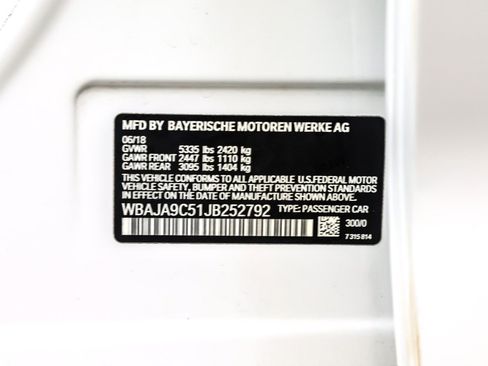 MFD BY BAYERISCHE MOTOREN WERKE AG
06/18
GVWR 5335 lbs 2420 kg
GAWR FRONT 2447 lbs 1110 kg
GAWR REAR 3095 lbs 1404 kg
THIS VEHICLE CONFORMS TO ALL APPLICABLE U.S.FEDERAL MOTOR
VEHICLE SAFETY, BUMPER AND THEFT PREVENTION STANDARDS
IN EFFECT ON THE DATE OF MANUFACTURE SHOWN ABOVE.
WBAJA9C51JB252792 TYPE: PASSENGER CAR
300/0
7 315 814